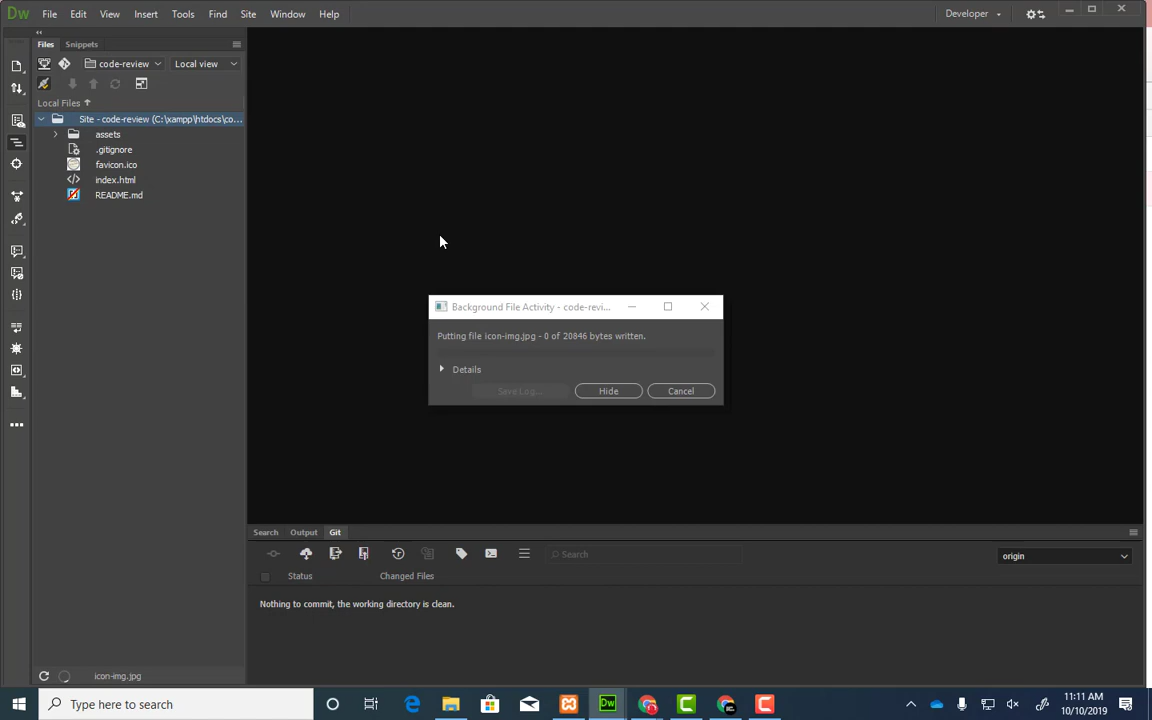 Dw File Edit View Insert Tools Find Site Window Help Developer
Files Snippets
code-review Local view
Local Files
Site - code-review (C:\xampp\htdocs\co...
assets
.gitignore
favicon.ico
index.html
README.md
Background File Activity - code-revi...
Putting file icon-img.jpg - 0 of 20846 bytes written.
Details
Save Log... Hide Cancel
Search Output Git
Search origin
Status Changed Files
Nothing to commit, the working directory is clean.
icon-img.jpg
Type here to search Dw 11:11 AM
10/10/2019